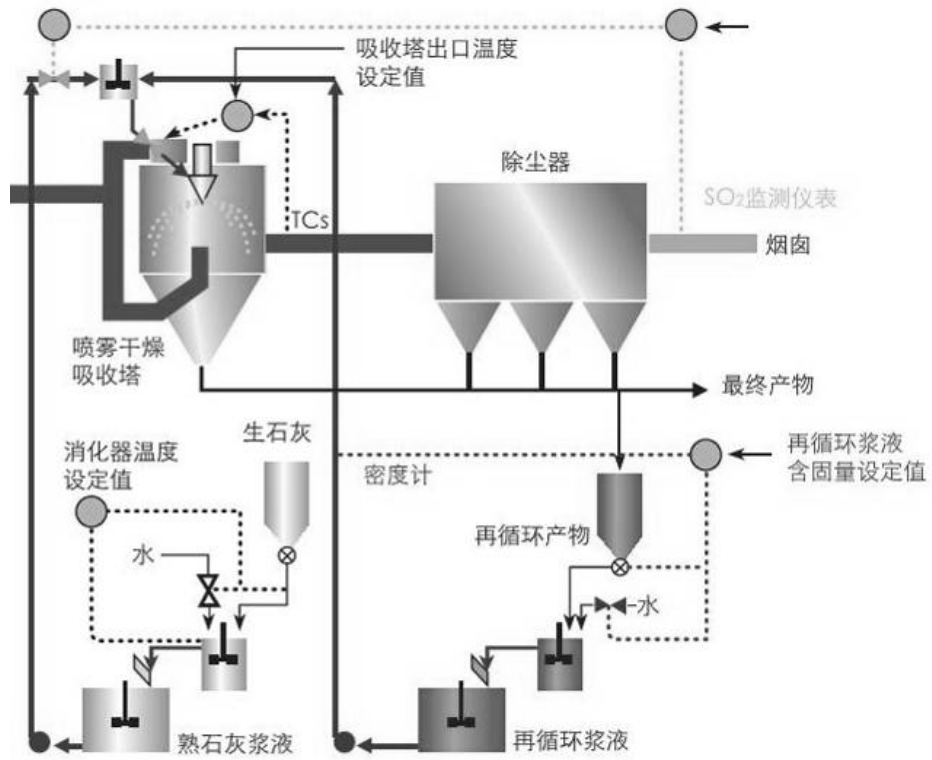 吸收塔出口温度
设定值
除尘器
SO₂监测仪表
TCs
烟囱
喷雾干燥
吸收塔
最终产物
生石灰
消化器温度
设定值
密度计
再循环浆液
含固量设定值
再循环产物
水
水
熟石灰浆液
再循环浆液